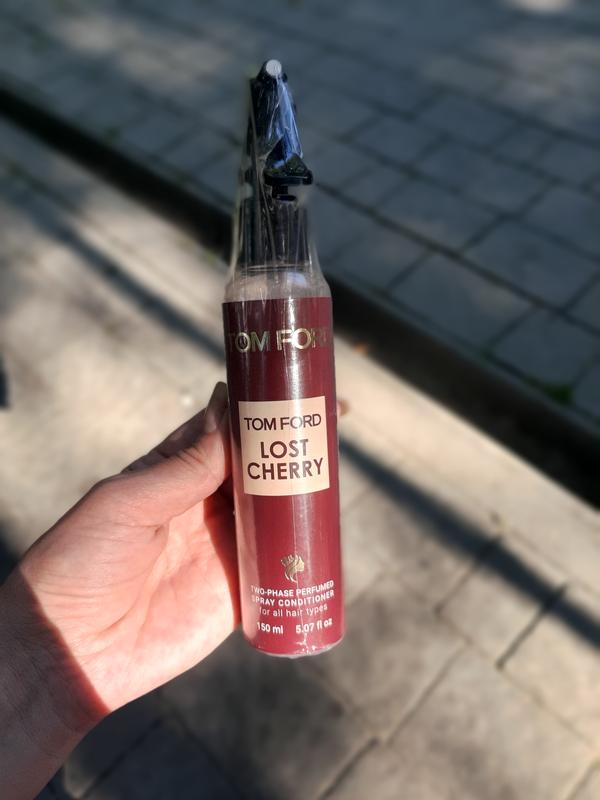 TOM FORD
TOM FORD
LOST
CHERRY
TWO-PHASE PERFUMED
SPRAY CONDITIONER
for all hair types
150 ml 5.07 fl oz